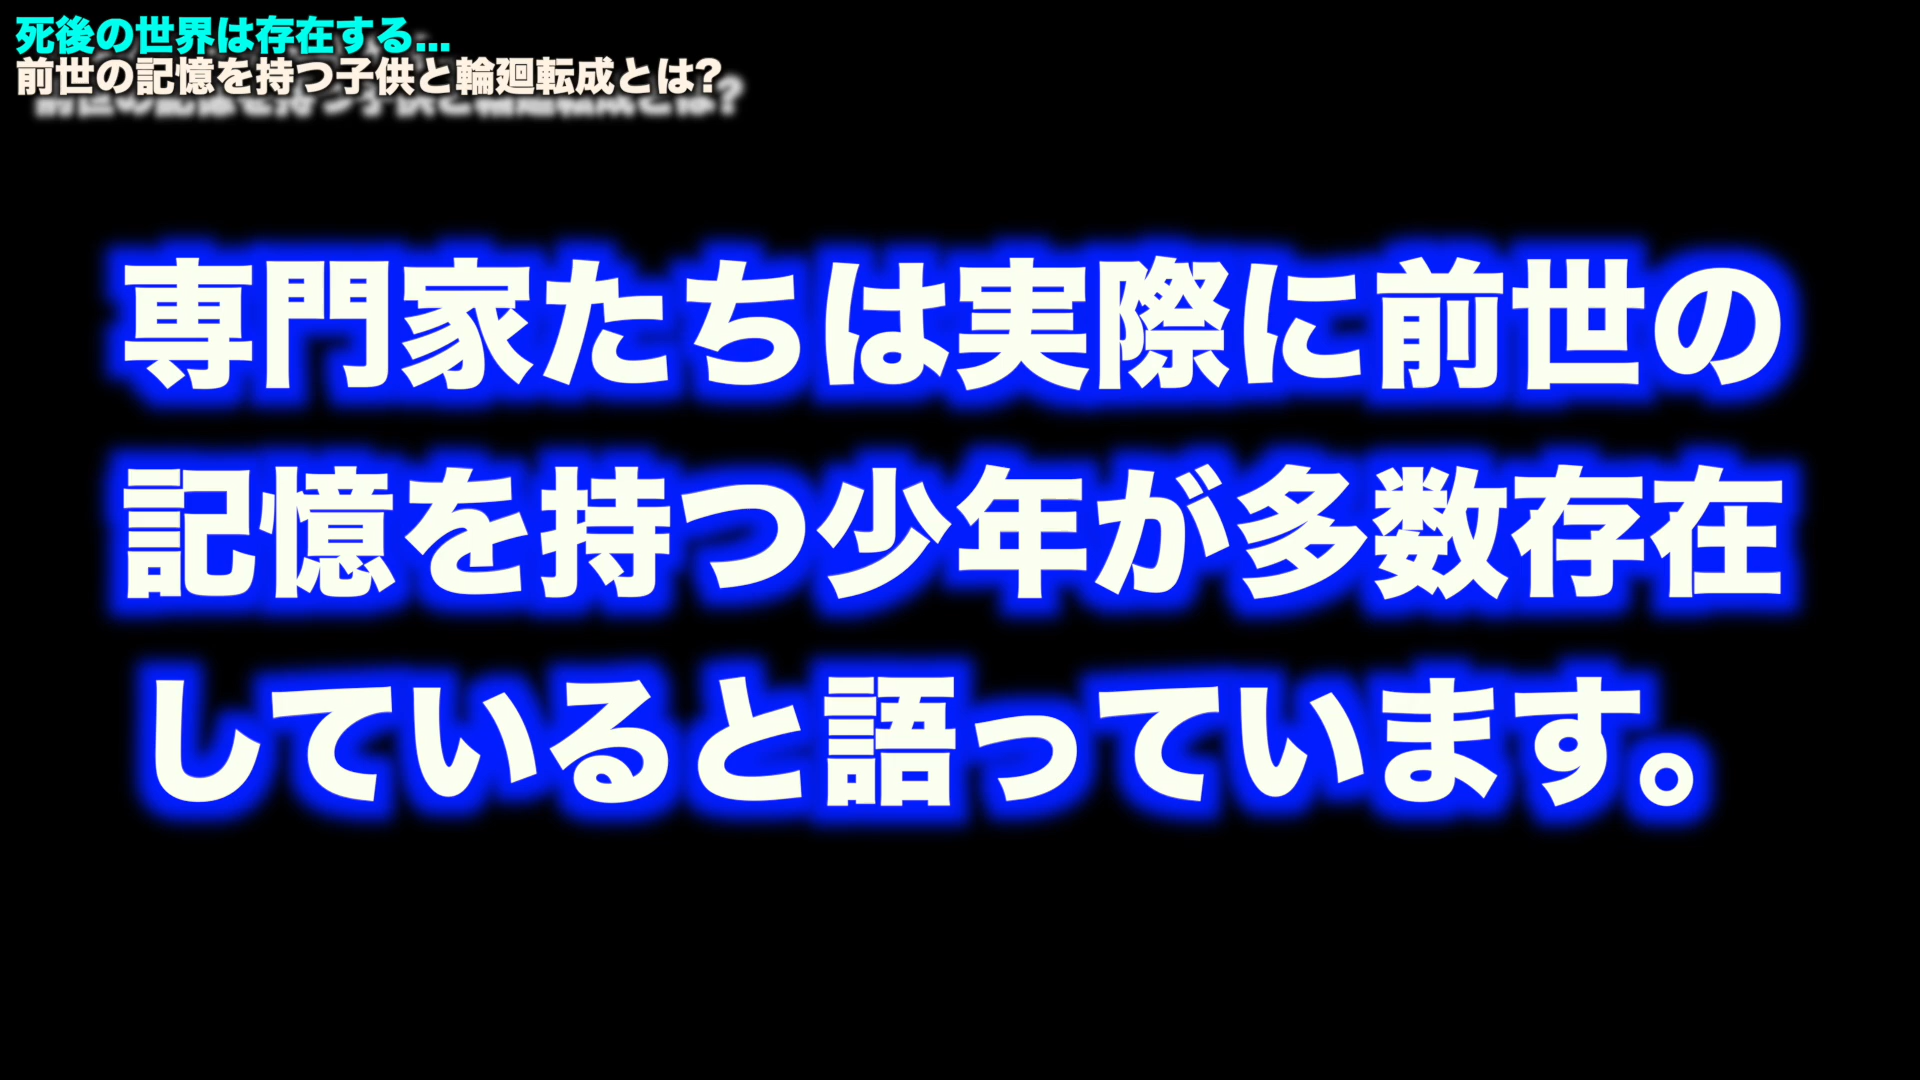 死後の世界は存在する...
前世の記憶を持つ子供と輪廻転成とは?
専門家たちは実際に前世の
記憶を持つ少年が多数存在
していると語っています。